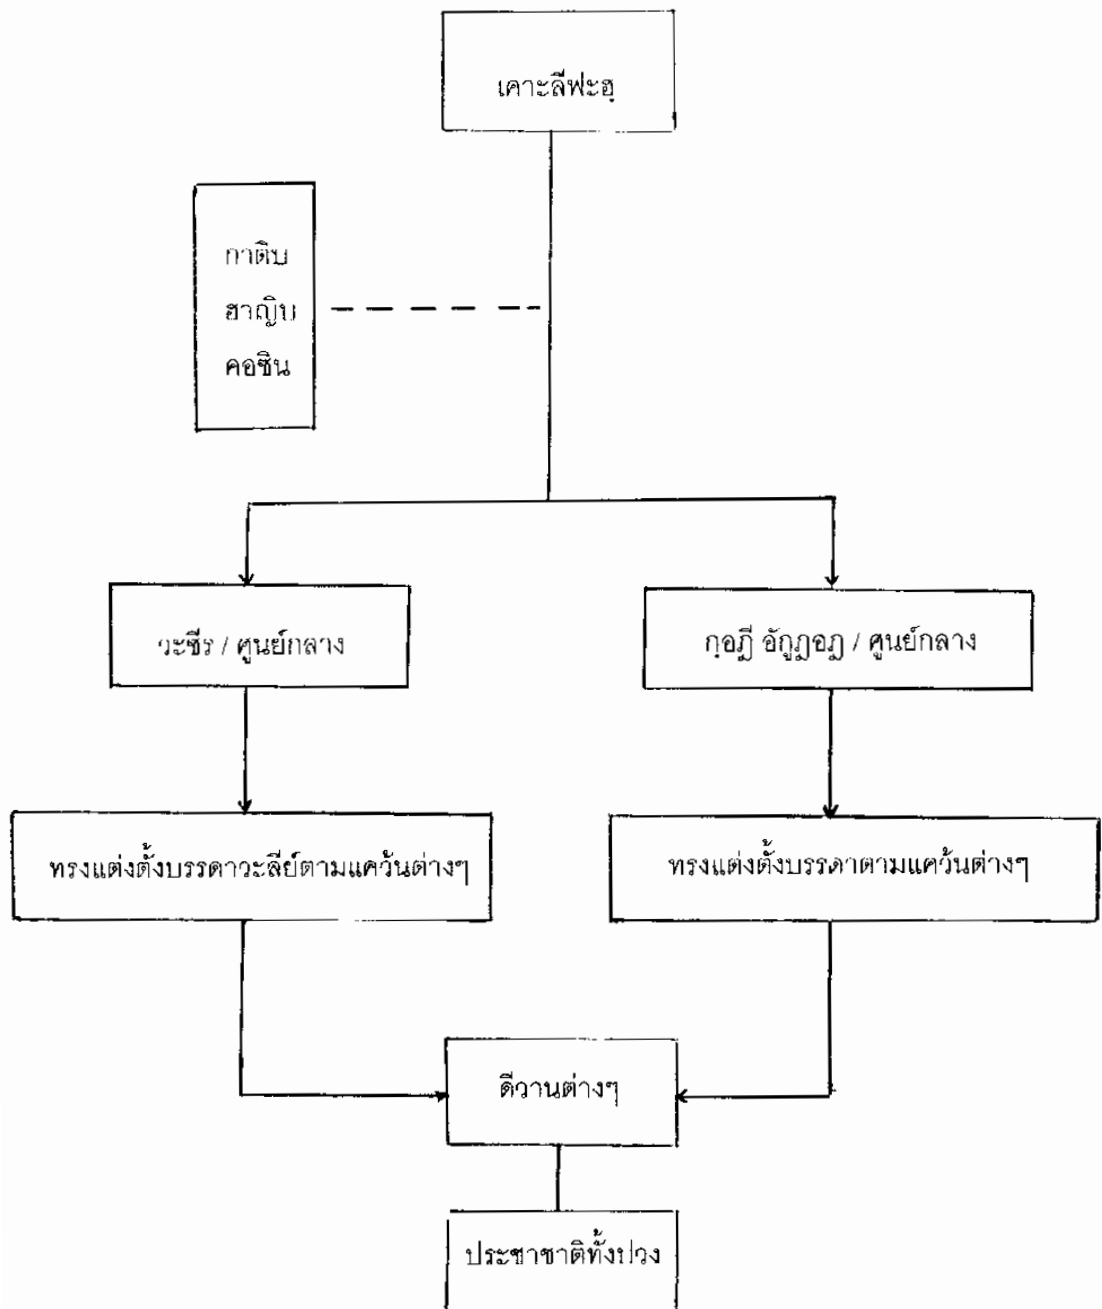 เคาะลีฟะฮฺ
กาติบ
ฮาญิบ
คอซิน
วะซีร / ศูนย์กลาง
กฺอฎี อักูฎอฎ / ศูนย์กลาง
ทรงแต่งตั้งบรรดาวะลีย์ตามแคว้นต่างๆ
ทรงแต่งตั้งบรรดาตามแคว้นต่างๆ
ดีวานต่างๆ
ประชาชาติทั้งปวง